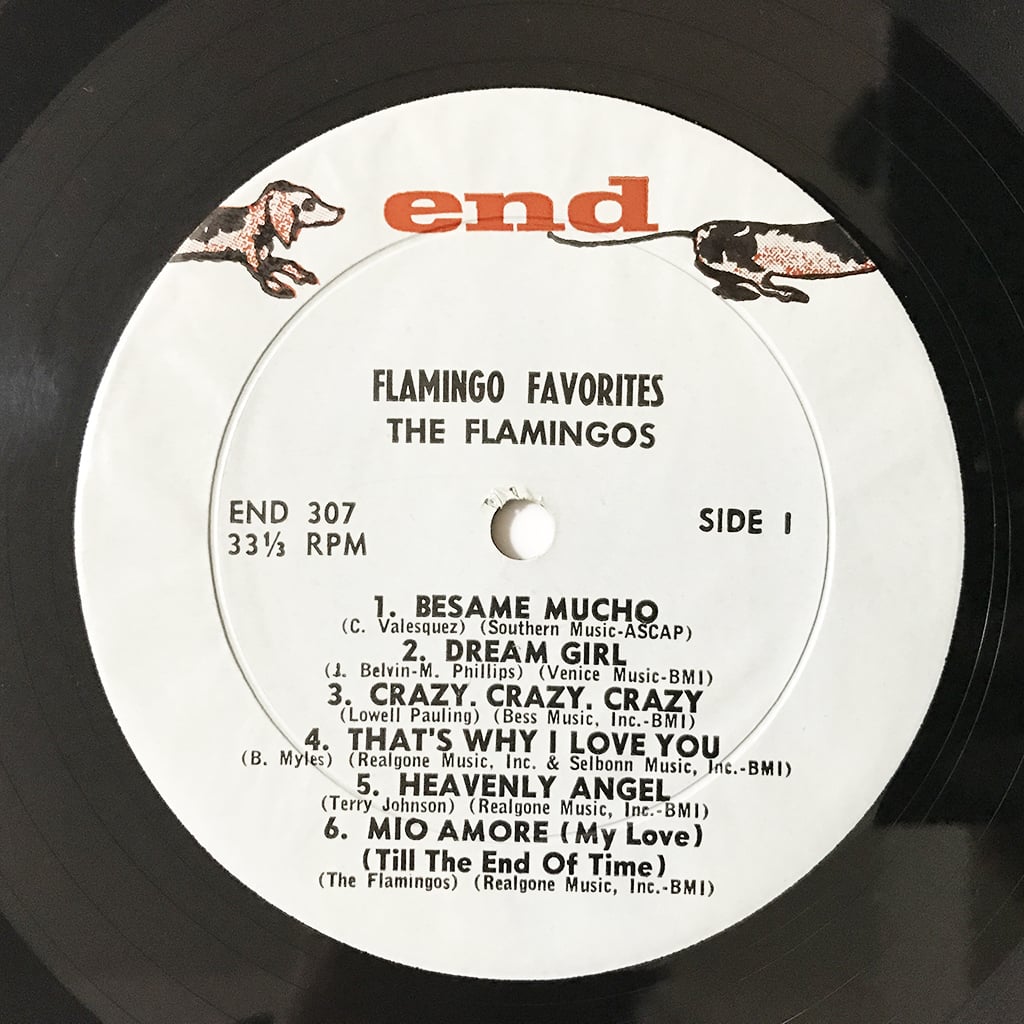 end
FLAMINGO FAVORITES
THE FLAMINGOS
END 307
33⅓ RPM
SIDE 1
1. BESAME MUCHO
(C. Valesquez) (Southern Music-ASCAP)
2. DREAM GIRL
(J. Belvin-M. Phillips) (Venice Music-BMI)
3. CRAZY. CRAZY. CRAZY
(Lowell Pauling) (Bess Music, Inc.-BMI)
4. THAT'S WHY I LOVE YOU
(B. Myles) (Realgone Music, Inc. & Selbonn Music, Inc.-BMI)
5. HEAVENLY ANGEL
(Terry Johnson) (Realgone Music, Inc.-BMI)
6. MIO AMORE (My Love)
(Till The End Of Time)
(The Flamingos) (Realgone Music, Inc.-BMI)